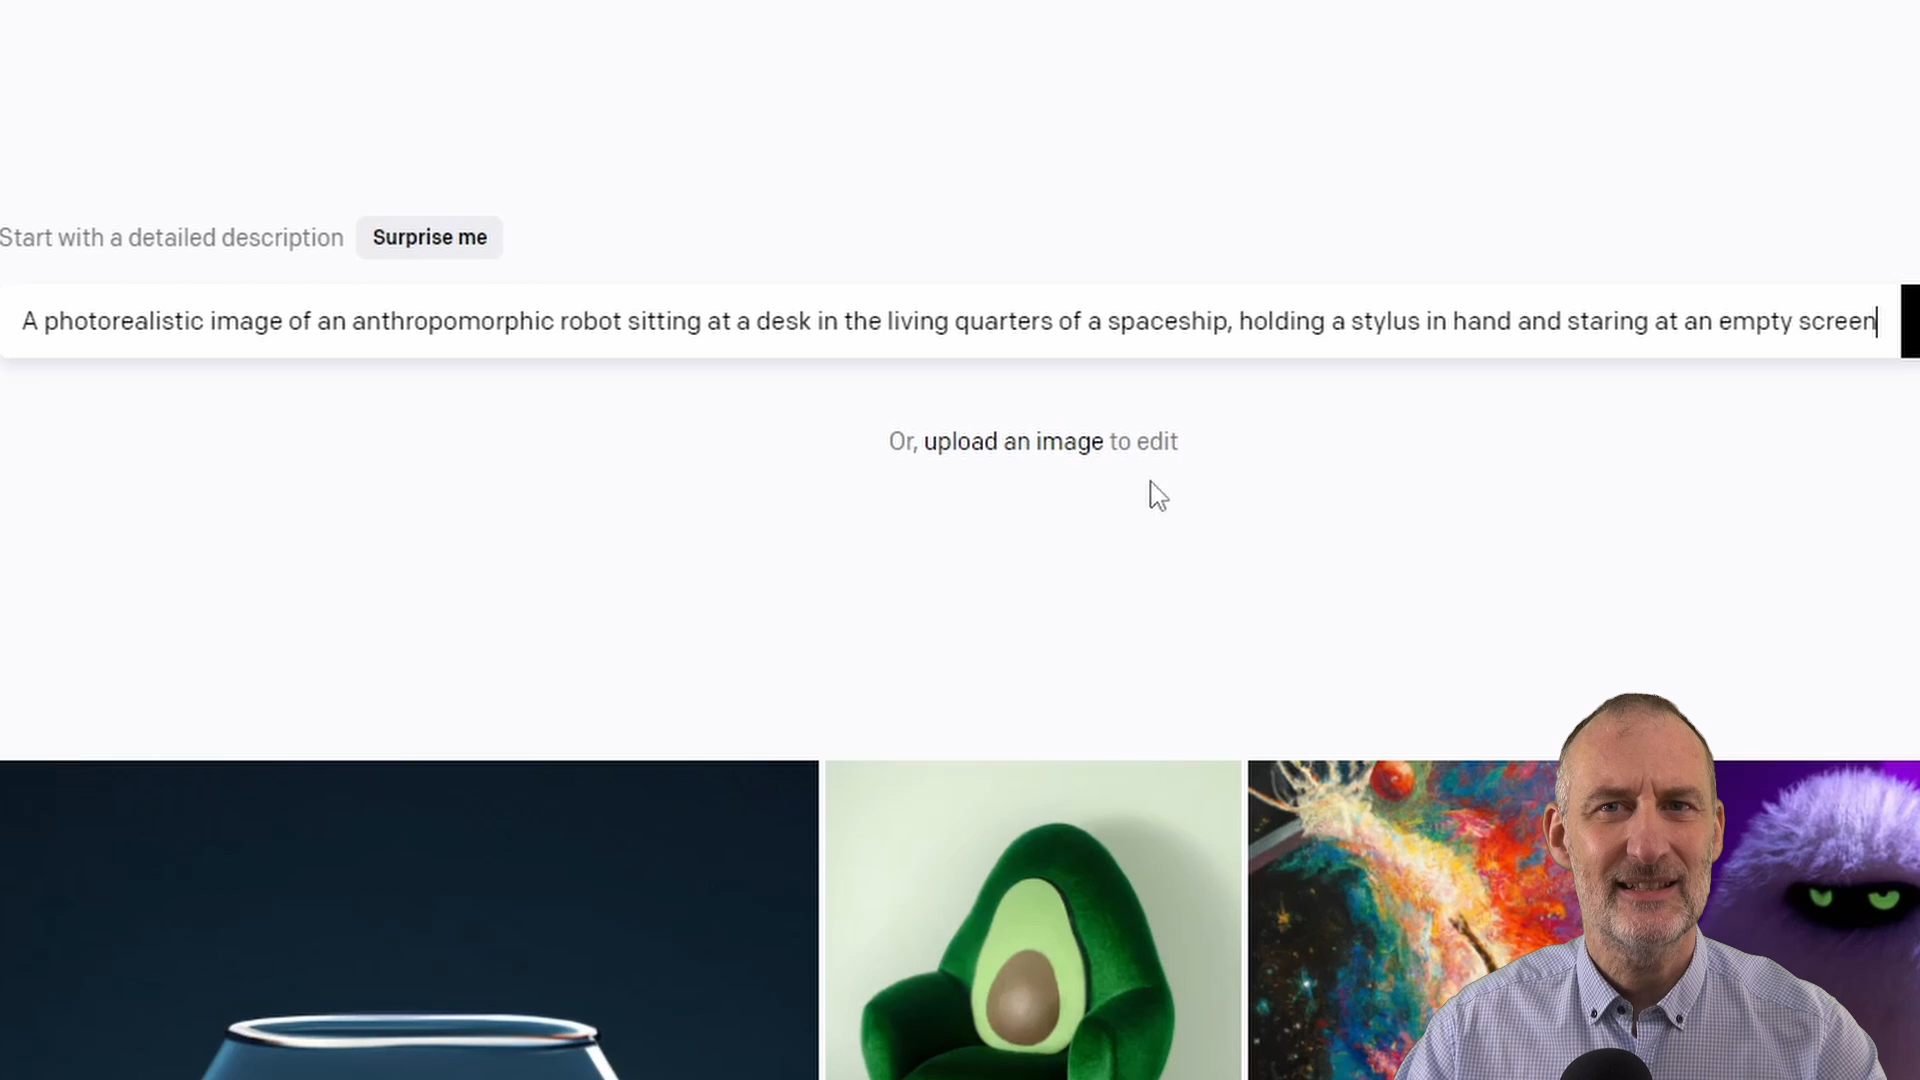 Start with a detailed description Surprise me
A photorealistic image of an anthropomorphic robot sitting at a desk in the living quarters of a spaceship, holding a stylus in hand and staring at an empty screen
Or, upload an image to edit